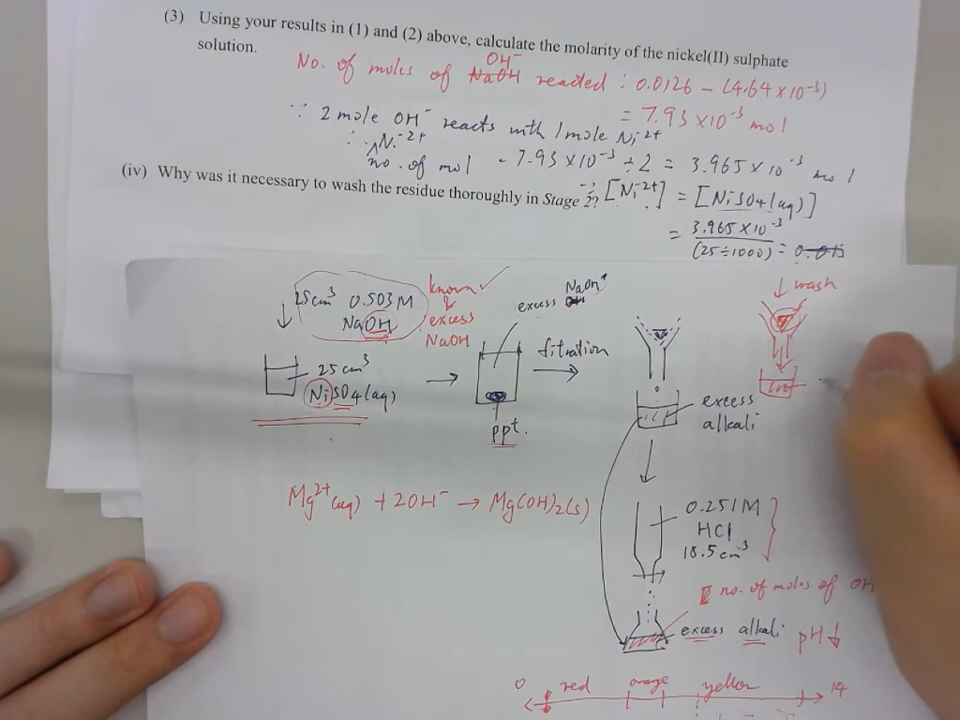 (3) Using your results in (1) and (2) above, calculate the molarity of the nickel(II) sulphate
solution.
OH⁻
No. of moles of NaOH reacted : 0.0126 - (4.64 x 10⁻³)
= 7.93 x 10⁻³ mol
∵ 2 mole OH⁻ reacts with 1 mole Ni²⁺
∴ Ni²⁺
no. of mol = 7.93 x 10⁻³ ÷ 2 = 3.965 x 10⁻³ mol
(iv) Why was it necessary to wash the residue thoroughly in Stage 2?
∴ [Ni²⁺] = [NiSO4(aq)]
= 3.965 x 10⁻³
(25÷1000) = 0.
↓ wash
25cm³ 0.503M
NaOH
known
&
excess
NaOH
excess NaOH
filtration
25cm³
NiSO4(aq)
ppt.
excess
alkali
Mg²⁺(aq) + 2OH⁻ → Mg(OH)2(s)
0.251M
HCl
18.5cm³
no. of moles of OH
excess alkali pH↓
0 red orange yellow 14